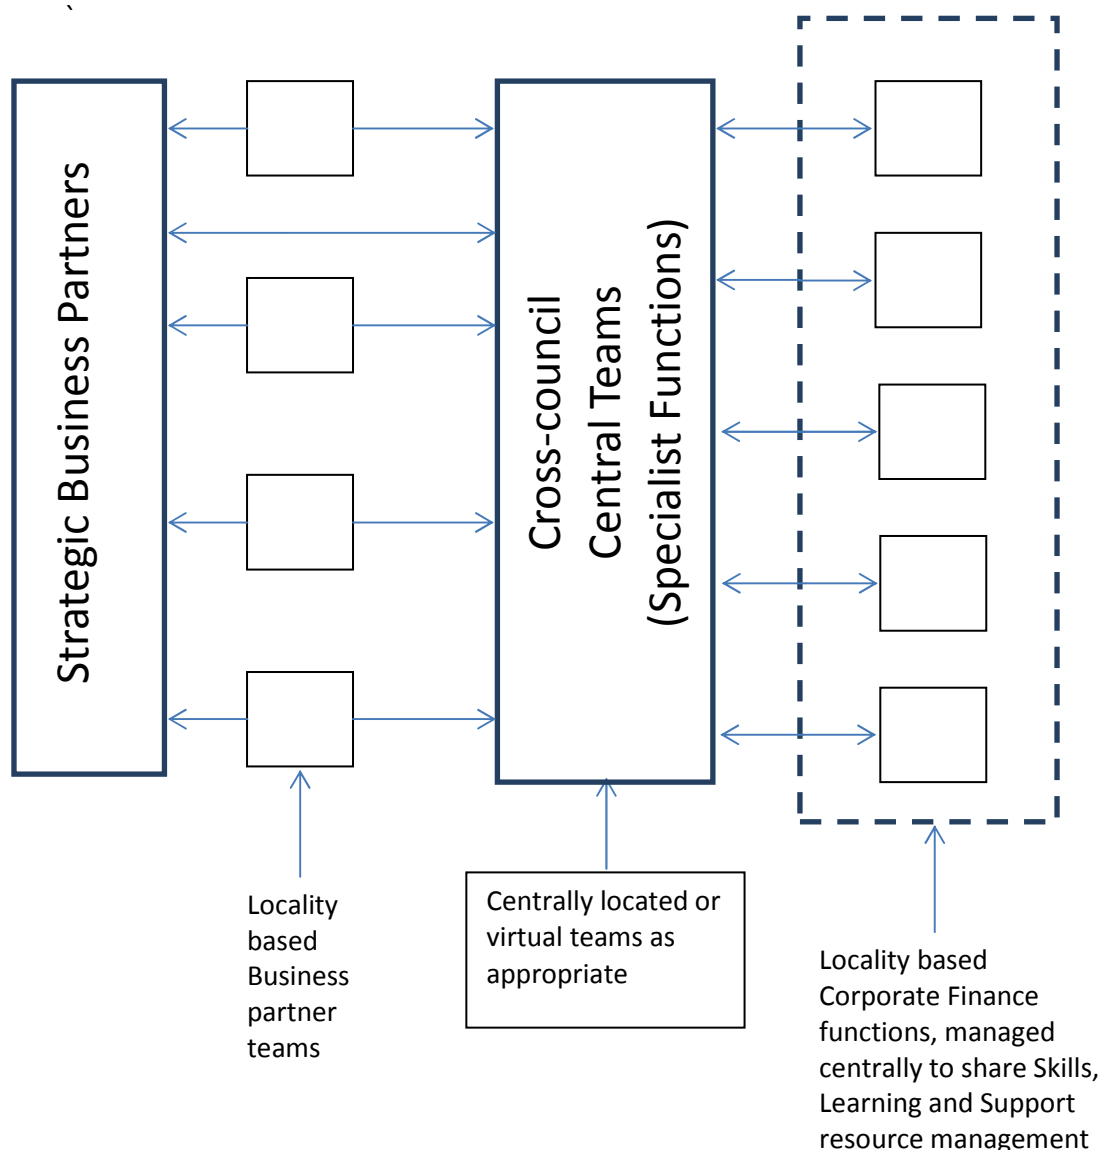 `
Strategic Business Partners
Cross-council
Central Teams
(Specialist Functions)
Locality
based
Business
partner
teams
Centrally located or
virtual teams as
appropriate
Locality based
Corporate Finance
functions, managed
centrally to share Skills,
Learning and Support
resource management